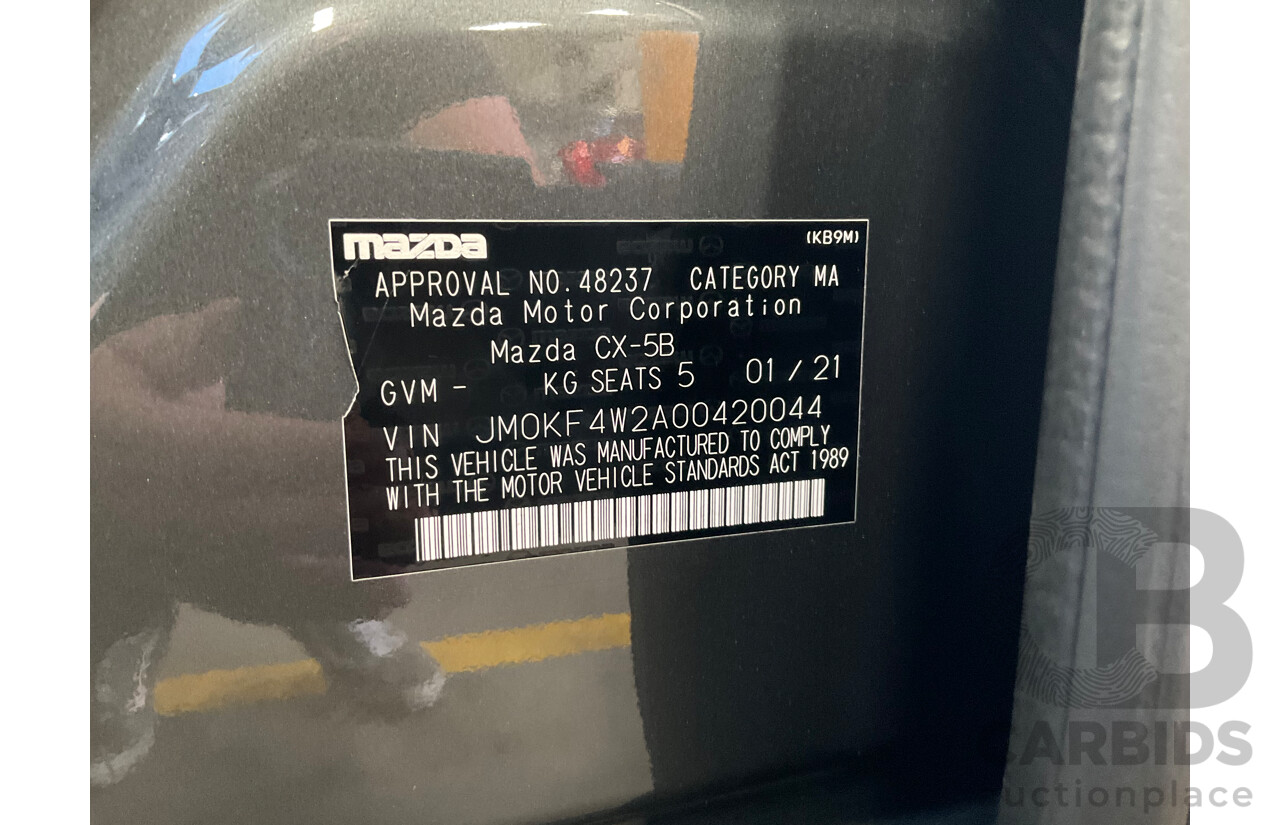 mazda
(KB9M)
APPROVAL NO. 48237 CATEGORY MA
Mazda Motor Corporation
Mazda CX-5B
GVM - KG SEATS 5 01 / 21
VIN JM0KF4W2A00420044
THIS VEHICLE WAS MANUFACTURED TO COMPLY
WITH THE MOTOR VEHICLE STANDARDS ACT 1989
CB
CARBIDS
auctionplace